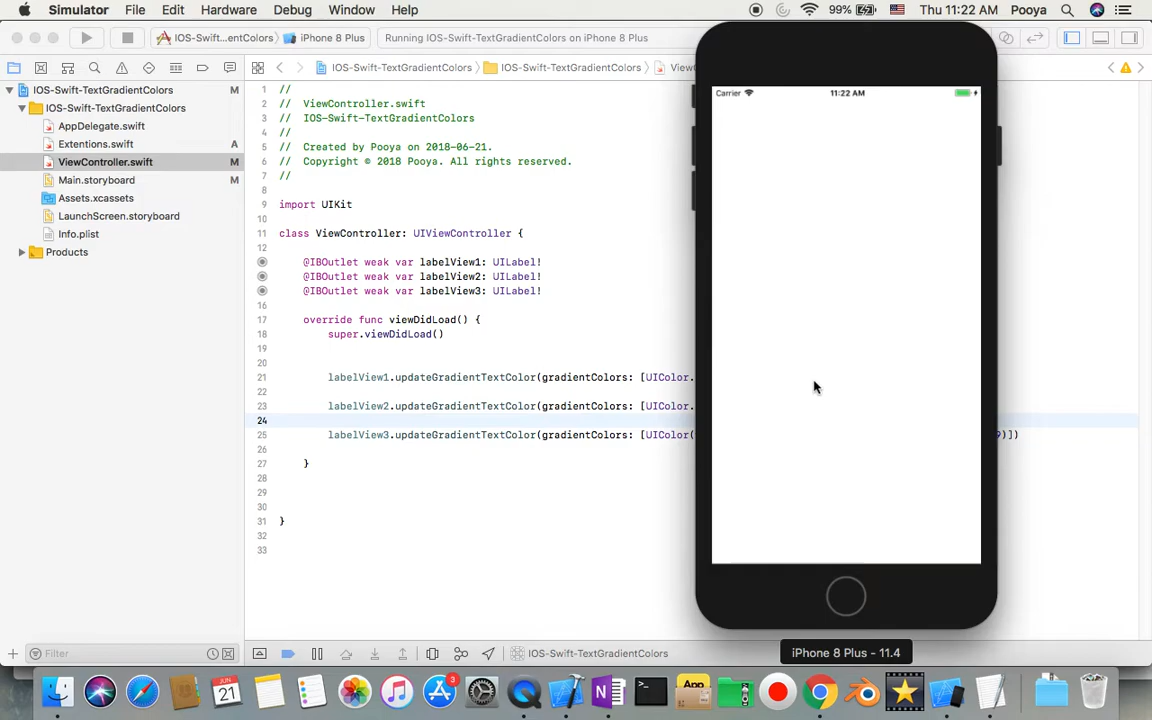 Simulator File Edit Hardware Debug Window Help 99% Thu 11:22 AM Pooya
IOS-Swift...entColors iPhone 8 Plus Running IOS-Swift-TextGradientColors on iPhone 8 Plus
IOS-Swift-TextGradientColors IOS-Swift-TextGradientColors View
IOS-Swift-TextGradientColors M
IOS-Swift-TextGradientColors
AppDelegate.swift
Extentions.swift A
ViewController.swift M
Main.storyboard M
Assets.xcassets
LaunchScreen.storyboard
Info.plist
Products
1 //
2 // ViewController.swift
3 // IOS-Swift-TextGradientColors
4 //
5 // Created by Pooya on 2018-06-21.
6 // Copyright © 2018 Pooya. All rights reserved.
7 //
8
9 import UIKit
10
11 class ViewController: UIViewController {
12
@IBOutlet weak var labelView1: UILabel!
@IBOutlet weak var labelView2: UILabel!
@IBOutlet weak var labelView3: UILabel!
16
17 override func viewDidLoad() {
18 super.viewDidLoad()
19
20
21 labelView1.updateGradientTextColor(gradientColors: [UIColor.
22
23 labelView2.updateGradientTextColor(gradientColors: [UIColor.
24
25 labelView3.updateGradientTextColor(gradientColors: [UIColor( 9)])
26
27 }
28
29
30
31 }
32
33
Carrier 11:22 AM
iPhone 8 Plus - 11.4
Filter
IOS-Swift-TextGradientColors
JUN
21
3
App